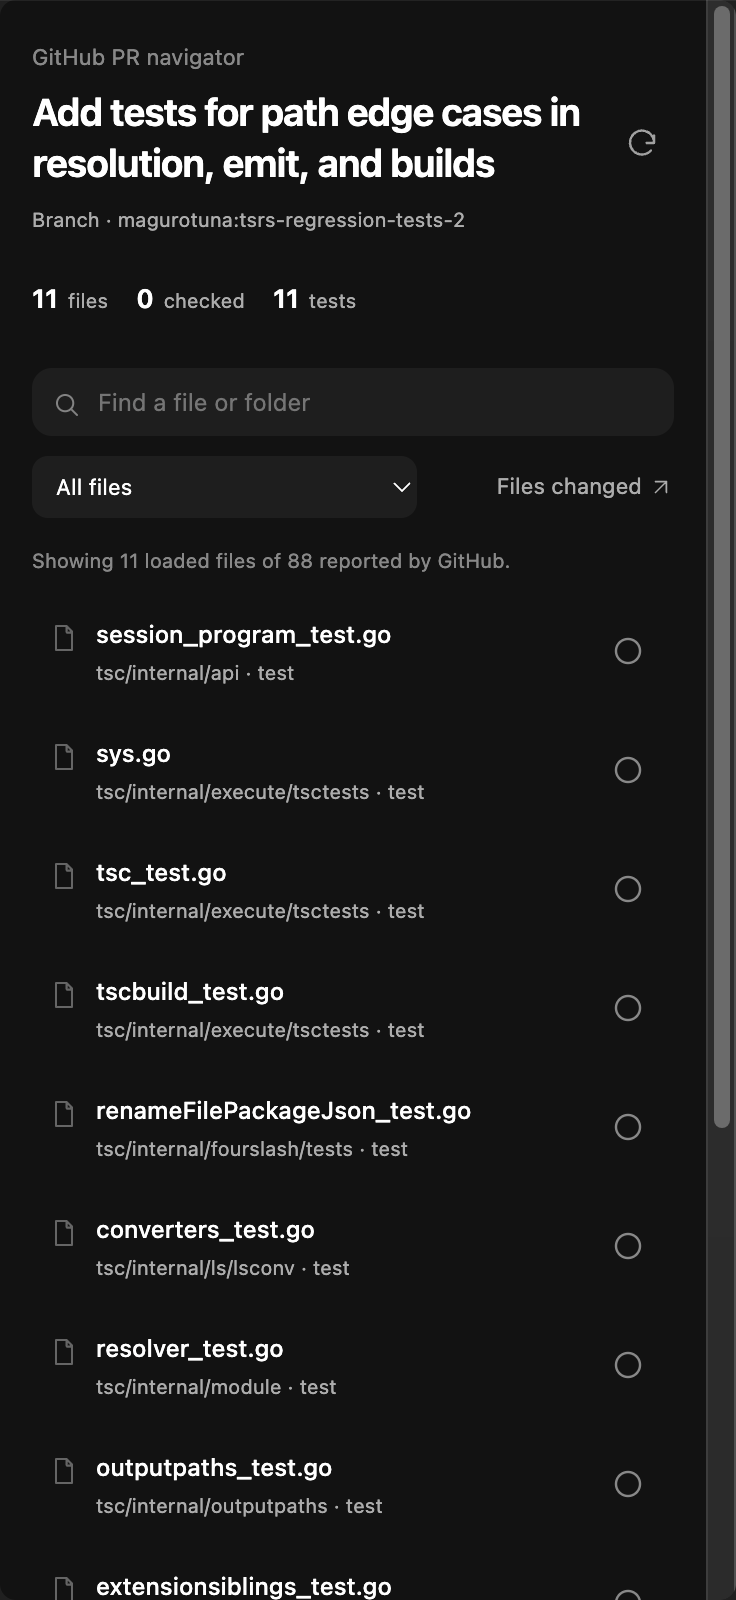 GitHub PR navigator
Add tests for path edge cases in
resolution, emit, and builds
Branch · magurotuna:tsrs-regression-tests-2
11 files 0 checked 11 tests
Find a file or folder
All files
Files changed ↗
Showing 11 loaded files of 88 reported by GitHub.
session_program_test.go
tsc/internal/api · test
sys.go
tsc/internal/execute/tsctests · test
tsc_test.go
tsc/internal/execute/tsctests · test
tscbuild_test.go
tsc/internal/execute/tsctests · test
renameFilePackageJson_test.go
tsc/internal/fourslash/tests · test
converters_test.go
tsc/internal/ls/lsconv · test
resolver_test.go
tsc/internal/module · test
outputpaths_test.go
tsc/internal/outputpaths · test
extensionsiblings_test.go